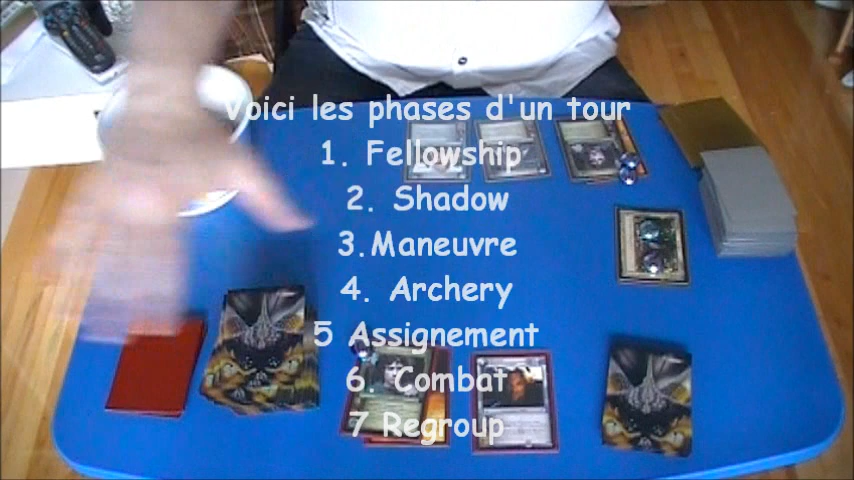 Voici les phases d'un tour
1. Fellowship
2. Shadow
3.Maneuvre
4. Archery
5 Assignement
6. Combat
7 Regroup